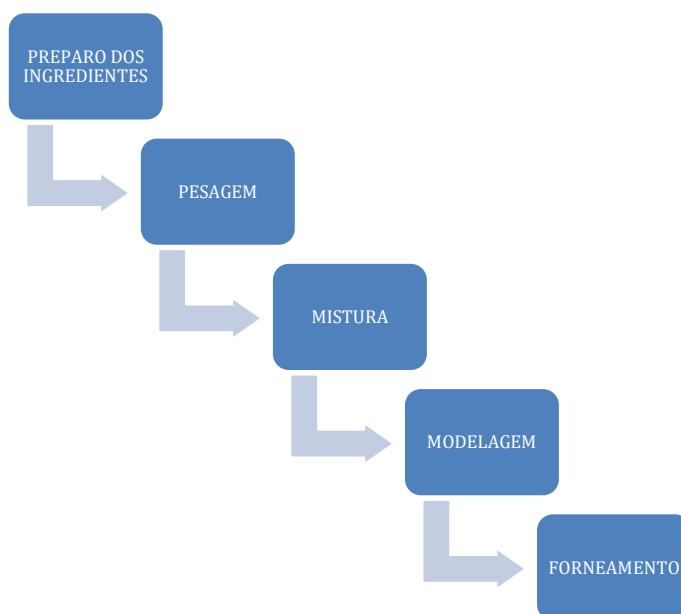 PREPARO DOS
INGREDIENTES
PESAGEM
MISTURA
MODELAGEM
FORNEAMENTO